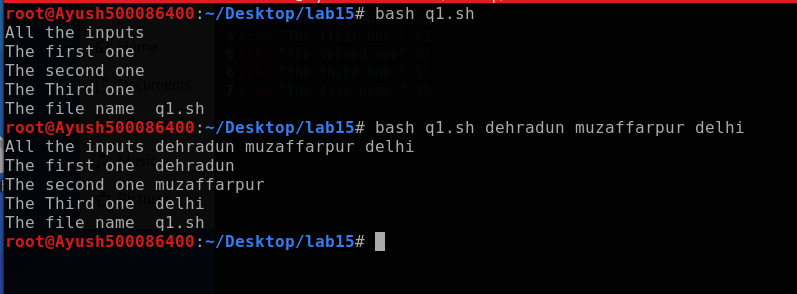 root@Ayush500086400:~/Desktop/lab15# bash q1.sh
All the inputs
The first one
The second one
The Third one
The file name  q1.sh
root@Ayush500086400:~/Desktop/lab15# bash q1.sh dehradun muzaffarpur delhi
All the inputs dehradun muzaffarpur delhi
The first one  dehradun
The second one muzaffarpur
The Third one  delhi
The file name  q1.sh
root@Ayush500086400:~/Desktop/lab15#